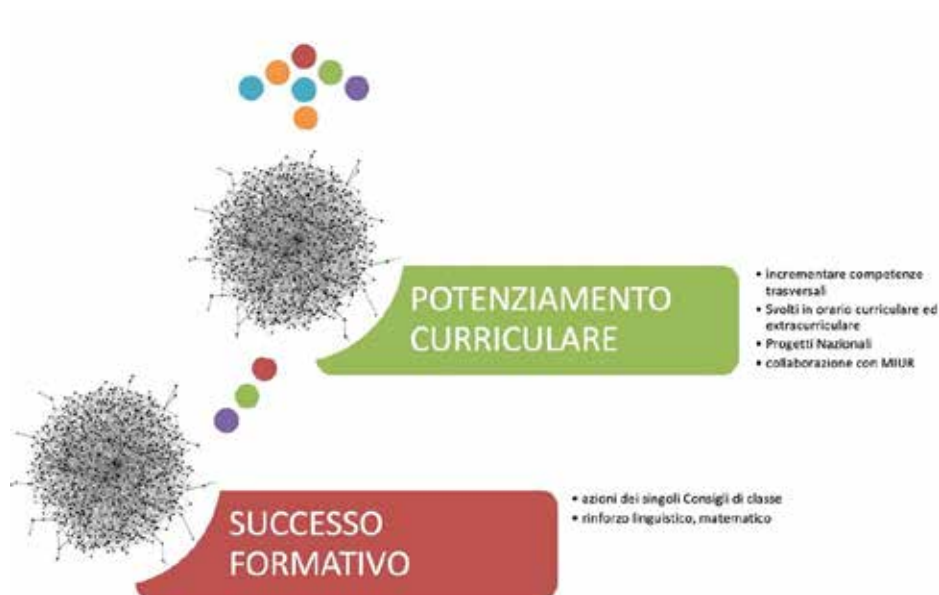 POTENZIAMENTO
CURRICULARE
• incrementare competenze
trasversali
• Svolti in orario curriculare ed
extracurriculare
• Progetti Nazionali
• collaborazione con MIUR
SUCCESSO
FORMATIVO
• azioni dei singoli Consigli di classe
• rinforzo linguistico, matematico